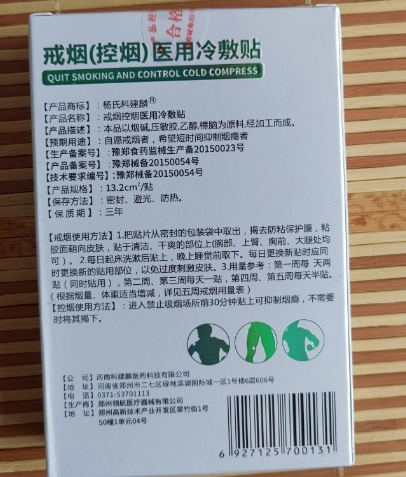 戒烟(控烟)医用冷敷贴
QUIT SMOKING AND CONTROL COLD COMPRESS
合格
【产品商标】：杨氏科建麟®
【产品名称】：戒烟控烟医用冷敷贴
【产品描述】：本品以烟碱,压敏胶,乙醇,樟脑为原料,经加工而成。
【预期用途】：自愿戒烟者，希望短时间抑制烟瘾者
【生产备案号】:豫郑食药监械生产备20150023号
【产品备案号】:豫郑械备20150054号
【技术要求编号】:豫郑械备20150054号
【产品规格】：13.2cm²/贴
【保存方法】：密封、避光、防热。
【保 质 期】：三年
【戒烟使用方法】1.把贴片从密封的包装袋中取出，揭去防粘保护膜，粘
胶面朝向皮肤，贴于清洁、干爽的部位上(腕部、上臂、胸前、大腿处均
可）。2.每日起床洗漱后贴上，晚上睡觉前取下。每日更换新贴时应同
时更换新的贴用部位，以免过度刺激皮肤。3.用量参考：第一周每 天两
贴（同时贴用），第二周、第三周每天一贴，第四周、第五周每天半贴。
（根据烟量、体重适当增减，详见五周戒烟用量表）
【控烟使用方法】：进入禁止吸烟场所前30分钟贴上可抑制烟瘾，不需要
时将其揭下。
公 司：河南科建麟医药科技有限公司
地 址：河南省郑州市二七区绿地滨湖国际城一区1号楼6层606号
电 话：0371-53701113
生产商：郑州领航医疗器械有限公司
地 址：郑州高新技术产业开发区翠竹街1号
50幢1单元04号
6 927125 700131